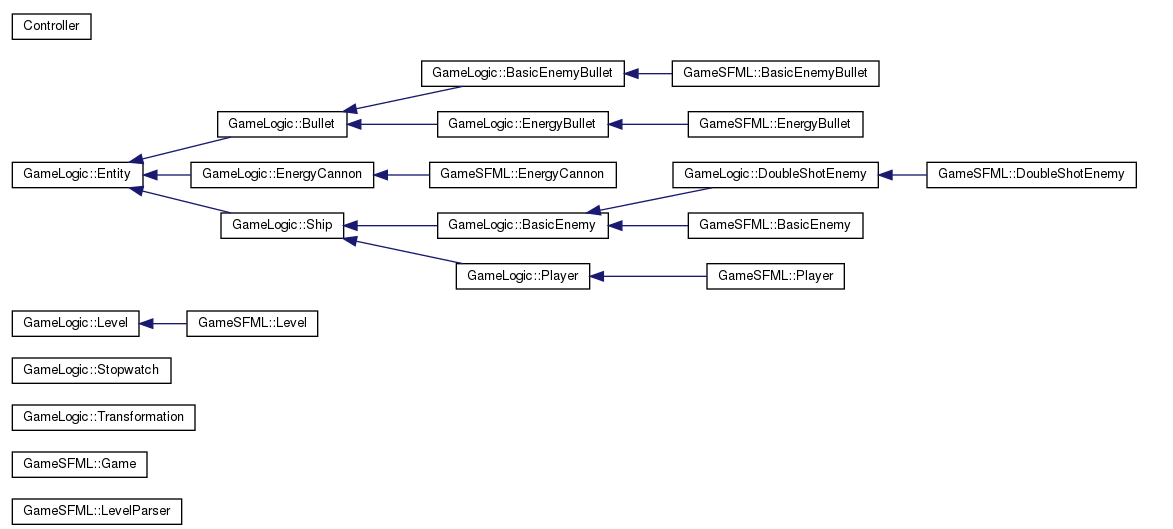 Controller
GameLogic::BasicEnemyBullet
GameSFML::BasicEnemyBullet
GameLogic::Bullet
GameLogic::EnergyBullet
GameSFML::EnergyBullet
GameLogic::Entity
GameLogic::EnergyCannon
GameSFML::EnergyCannon
GameLogic::DoubleShotEnemy
GameSFML::DoubleShotEnemy
GameLogic::Ship
GameLogic::BasicEnemy
GameSFML::BasicEnemy
GameLogic::Player
GameSFML::Player
GameLogic::Level
GameSFML::Level
GameLogic::Stopwatch
GameLogic::Transformation
GameSFML::Game
GameSFML::LevelParser